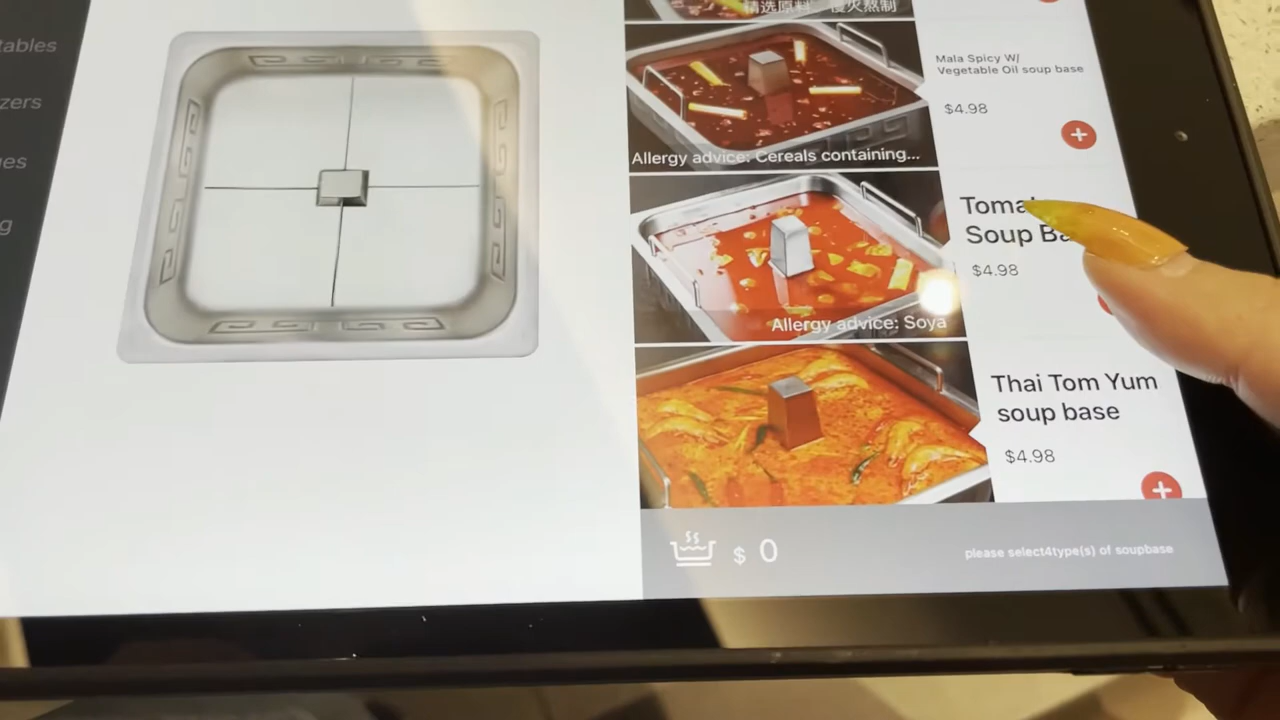 tables
zers
ges
g
精选原料 慢火熬制
Mala Spicy W/
Vegetable Oil soup base
$4.98
Allergy advice: Cereals containing...
Toma
Soup Ba
$4.98
Allergy advice: Soya
Thai Tom Yum
soup base
$4.98
$ 0
please select4type(s) of soupbase